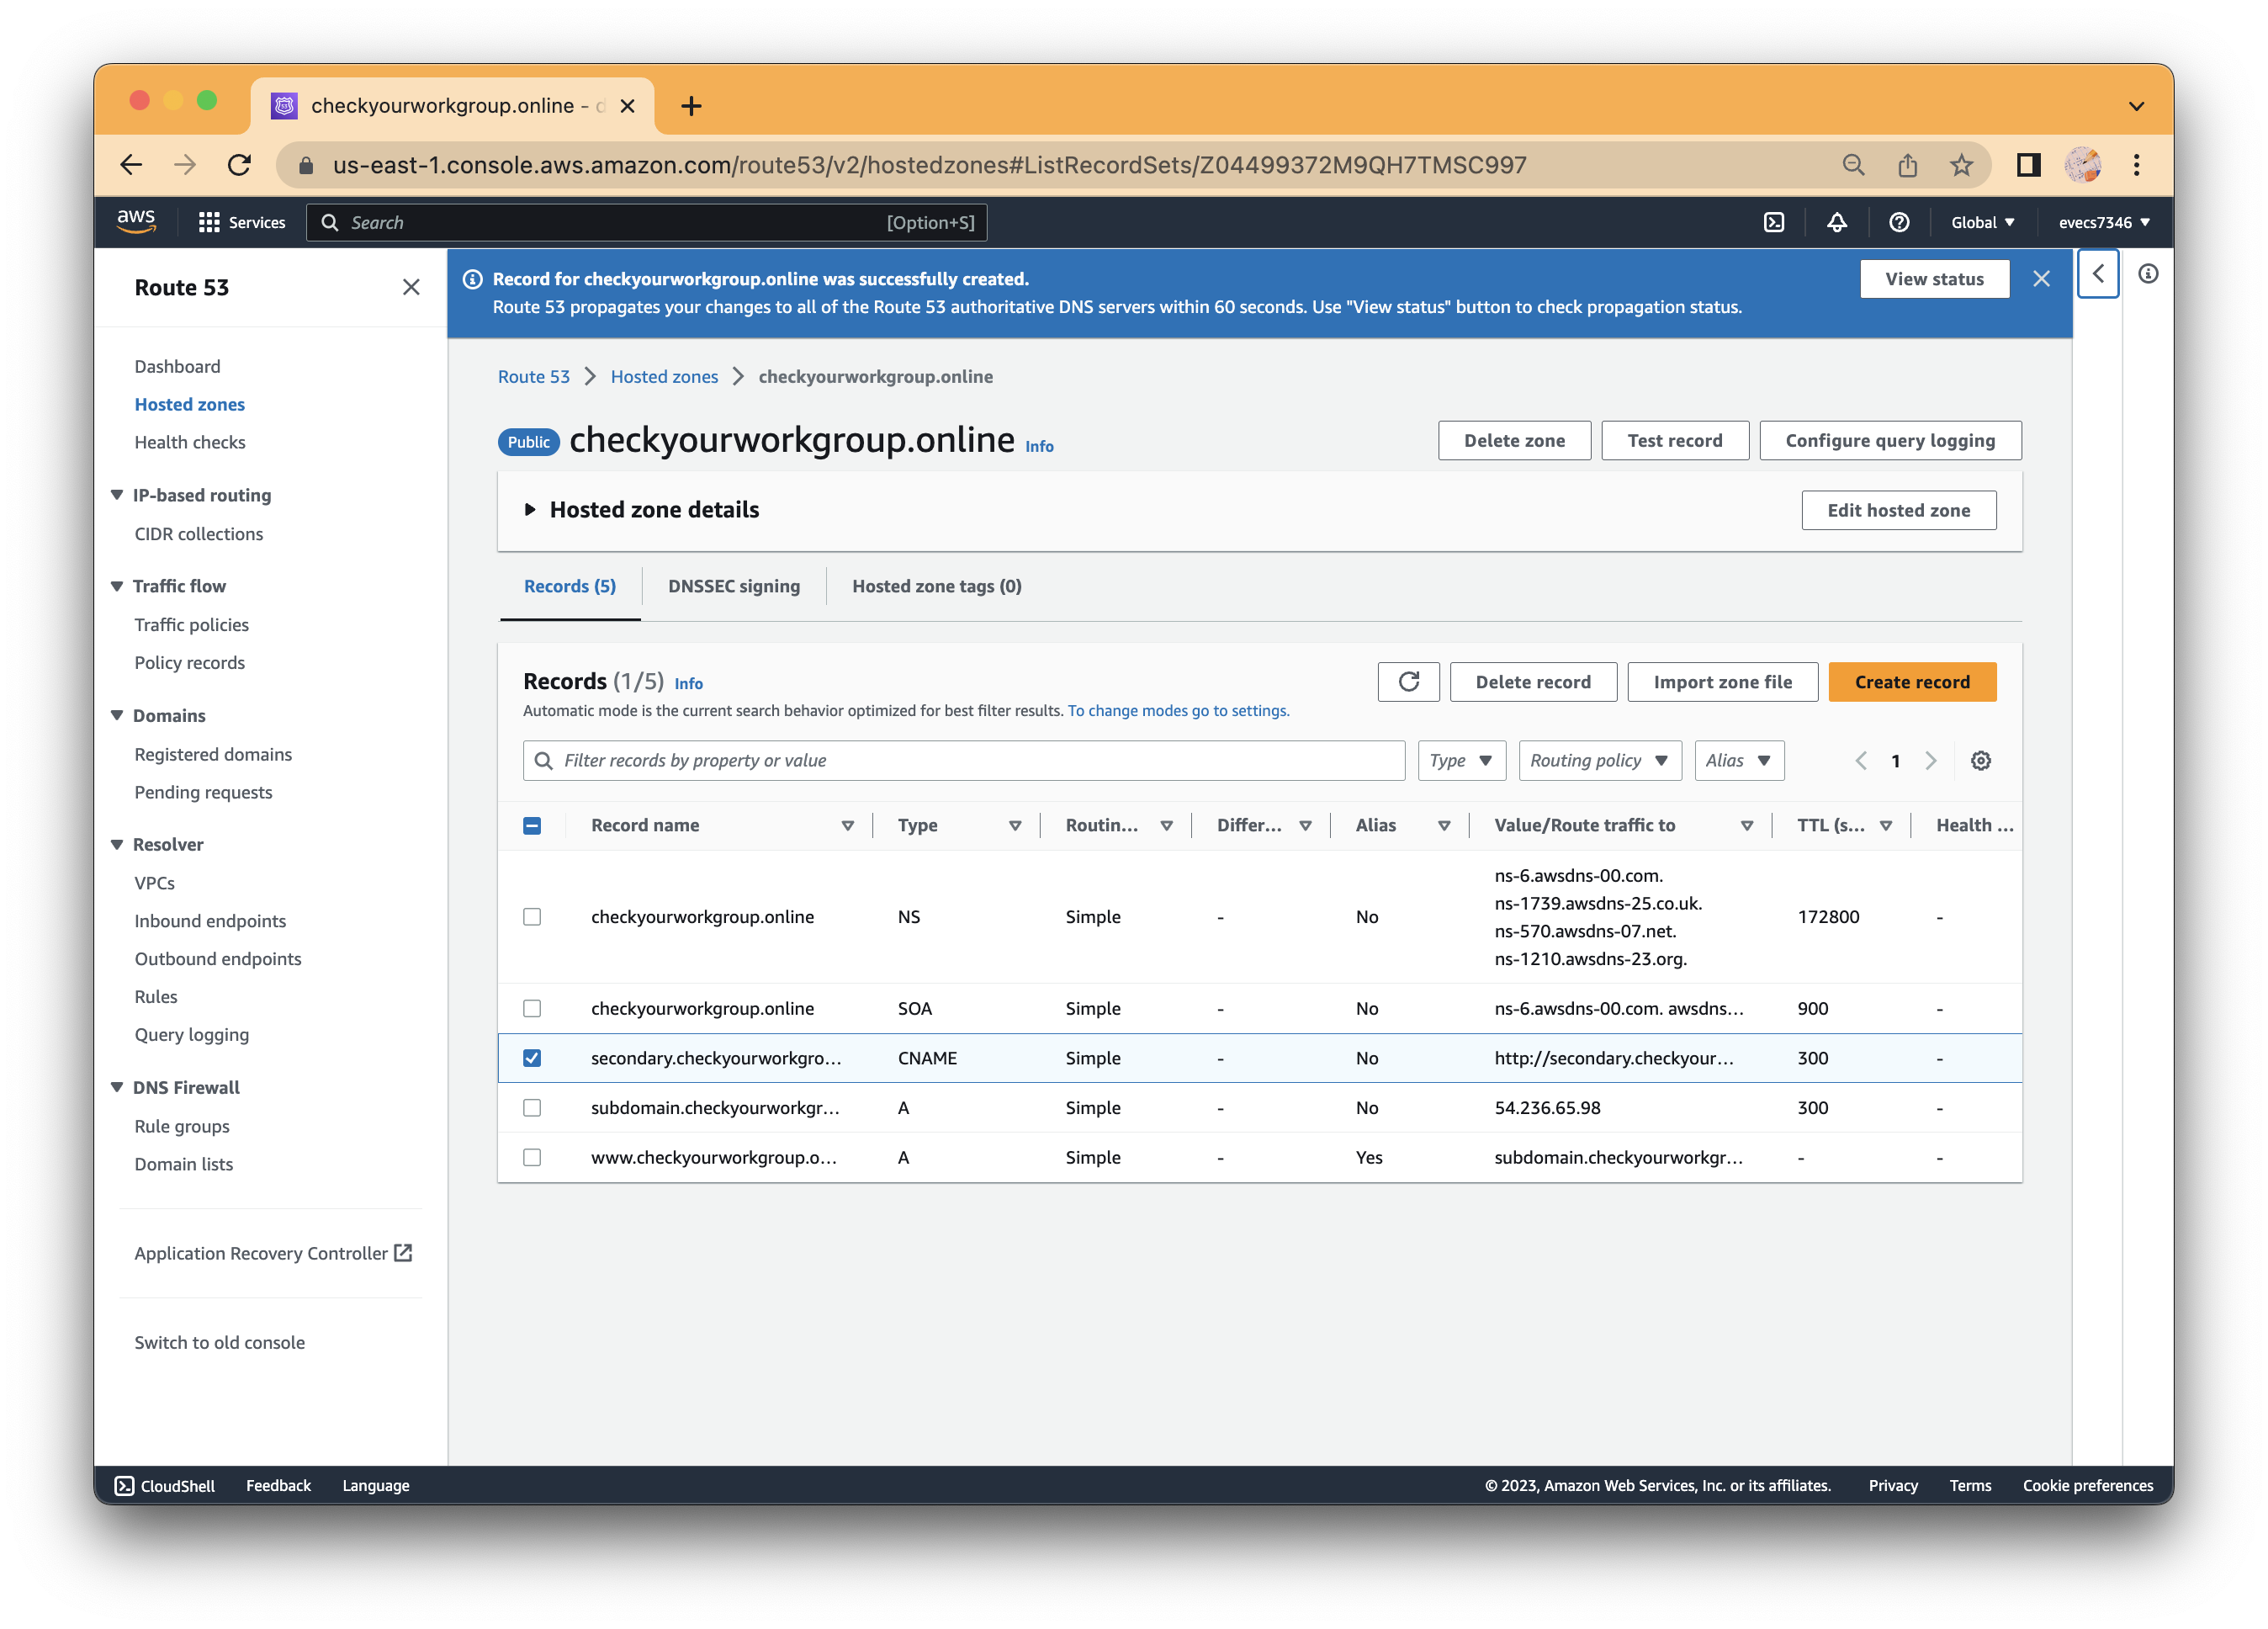 checkyourworkgroup.online - d
us-east-1.console.aws.amazon.com/route53/v2/hostedzones#ListRecordSets/Z04499372M9QH7TMSC997
aws
Services
Search
[Option+S]
Global
evecs7346
Route 53
Dashboard
Hosted zones
Health checks
IP-based routing
CIDR collections
Traffic flow
Traffic policies
Policy records
Domains
Registered domains
Pending requests
Resolver
VPCs
Inbound endpoints
Outbound endpoints
Rules
Query logging
DNS Firewall
Rule groups
Domain lists
Application Recovery Controller
Switch to old console
Record for checkyourworkgroup.online was successfully created.
Route 53 propagates your changes to all of the Route 53 authoritative DNS servers within 60 seconds. Use "View status" button to check propagation status.
View status
Route 53 > Hosted zones > checkyourworkgroup.online
Public checkyourworkgroup.online Info
Delete zone
Test record
Configure query logging
Hosted zone details
Edit hosted zone
Records (5)
DNSSEC signing
Hosted zone tags (0)
Records (1/5) Info
Automatic mode is the current search behavior optimized for best filter results. To change modes go to settings.
Delete record
Import zone file
Create record
Filter records by property or value
Type
Routing policy
Alias
1
Record name Type Routin... Differ... Alias Value/Route traffic to TTL (s... Health ...
checkyourworkgroup.online NS Simple - No ns-6.awsdns-00.com.
ns-1739.awsdns-25.co.uk.
ns-570.awsdns-07.net.
ns-1210.awsdns-23.org.
172800 -
checkyourworkgroup.online SOA Simple - No ns-6.awsdns-00.com. awsdns... 900 -
secondary.checkyourworkgro... CNAME Simple - No http://secondary.checkyour... 300 -
subdomain.checkyourworkgr... A Simple - No 54.236.65.98 300 -
www.checkyourworkgroup.o... A Simple - Yes subdomain.checkyourworkgr... - -
CloudShell
Feedback
Language
© 2023, Amazon Web Services, Inc. or its affiliates.
Privacy
Terms
Cookie preferences